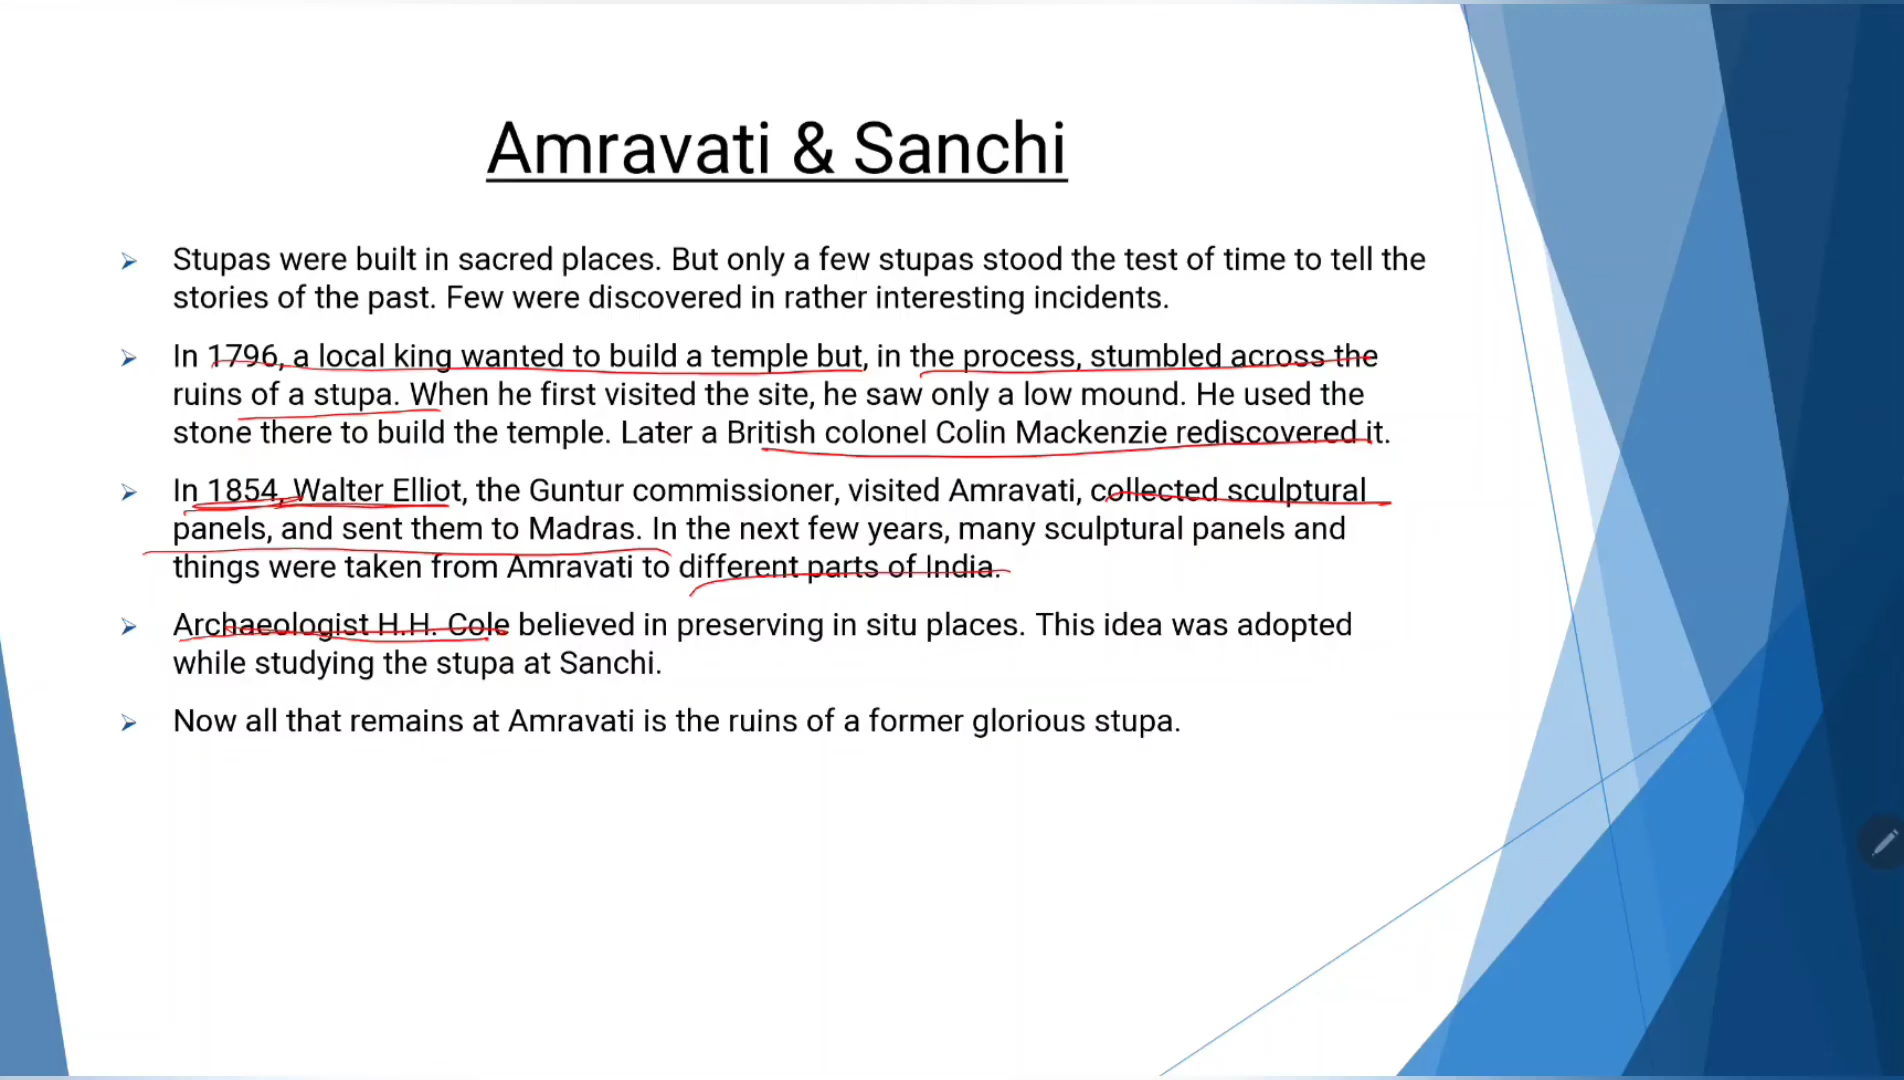 Amravati & Sanchi
Stupas were built in sacred places. But only a few stupas stood the test of time to tell the
stories of the past. Few were discovered in rather interesting incidents.
In 1796, a local king wanted to build a temple but, in the process, stumbled across the
ruins of a stupa. When he first visited the site, he saw only a low mound. He used the
stone there to build the temple. Later a British colonel Colin Mackenzie rediscovered it.
In 1854, Walter Elliot, the Guntur commissioner, visited Amravati, collected sculptural
panels, and sent them to Madras. In the next few years, many sculptural panels and
things were taken from Amravati to different parts of India.
Archaeologist H.H. Cole believed in preserving in situ places. This idea was adopted
while studying the stupa at Sanchi.
Now all that remains at Amravati is the ruins of a former glorious stupa.